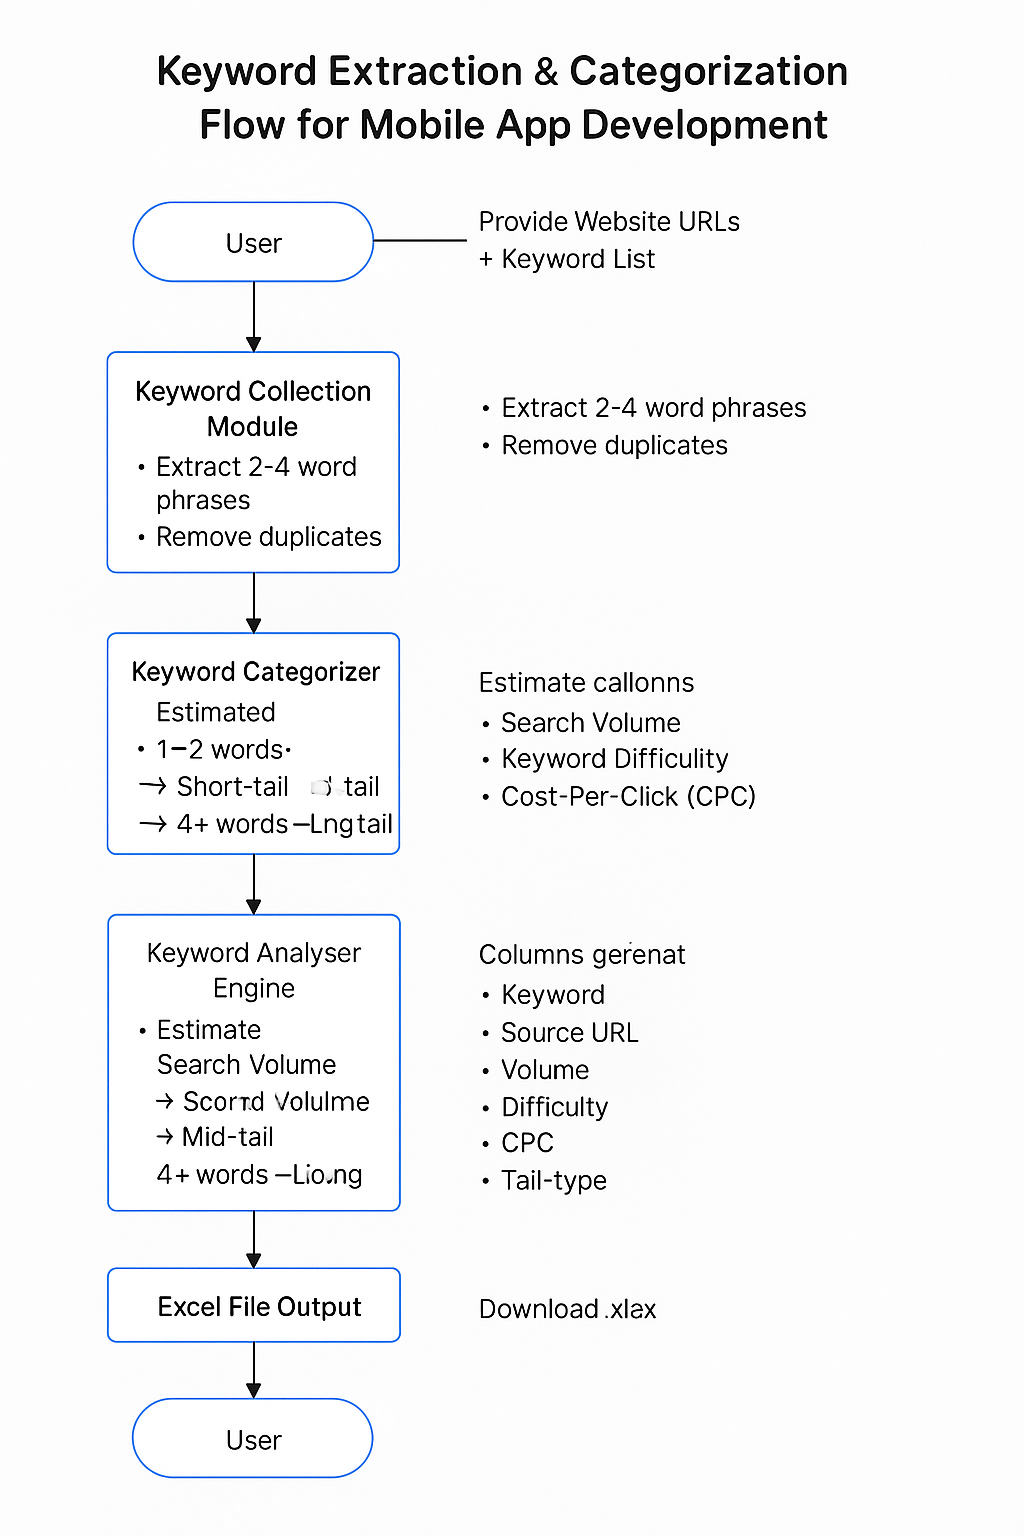 Keyword Extraction & Categorization
Flow for Mobile App Development
User
Provide Website URLs
+ Keyword List
Keyword Collection
Module
• Extract 2-4 word
phrases
• Remove duplicates
• Extract 2-4 word phrases
• Remove duplicates
Keyword Categorizer
Estimated
• 1–2 words·
→ Short-tail tail
→ 4+ words –Lngtail
Estimate callonns
• Search Volume
• Keyword Difficulity
• Cost-Per-Click (CPC)
Keyword Analyser
Engine
• Estimate
Search Volume
→ Volulme
→ Mid-tail
4+ words –
Columns gerenat
• Keyword
• Source URL
• Volume
• Difficulty
• CPC
• Tail-type
Excel File Output
Download .xlax
User